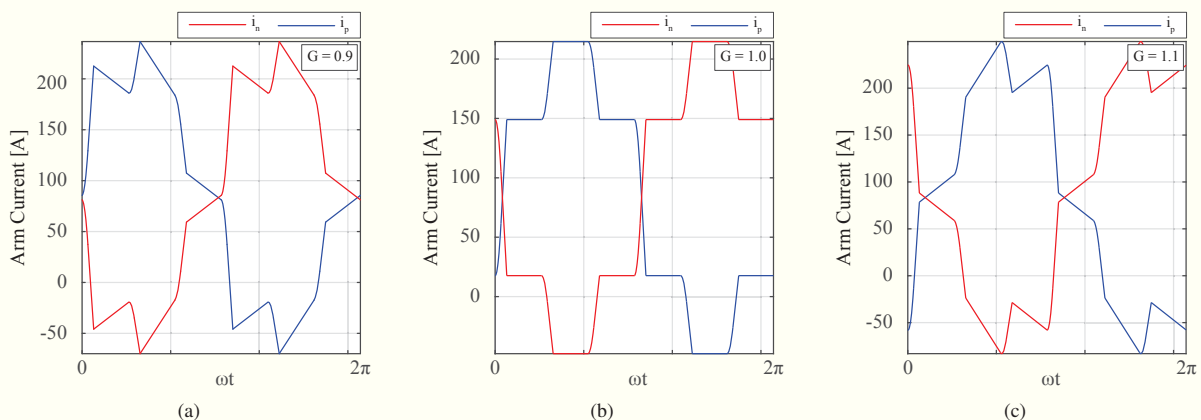 i_n i_p
G = 0.9
Arm Current [A]
200
150
100
50
0
-50
0
2π
ωt
(a)
i_n i_p
G = 1.0
Arm Current [A]
200
150
100
50
0
0
2π
ωt
(b)
i_n i_p
G = 1.1
Arm Current [A]
200
150
100
50
0
-50
0
2π
ωt
(c)